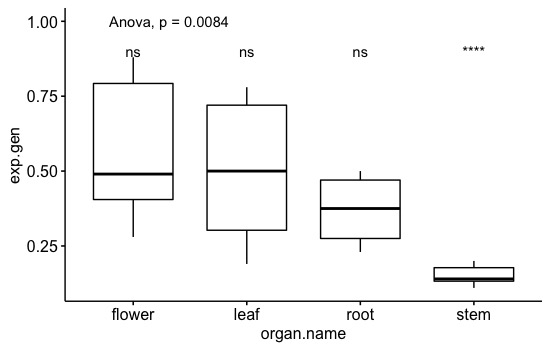 1.00
Anova, p = 0.0084
ns
ns
ns
****
0.75
0.50
0.25
exp.gen
flower
leaf
root
stem
organ.name